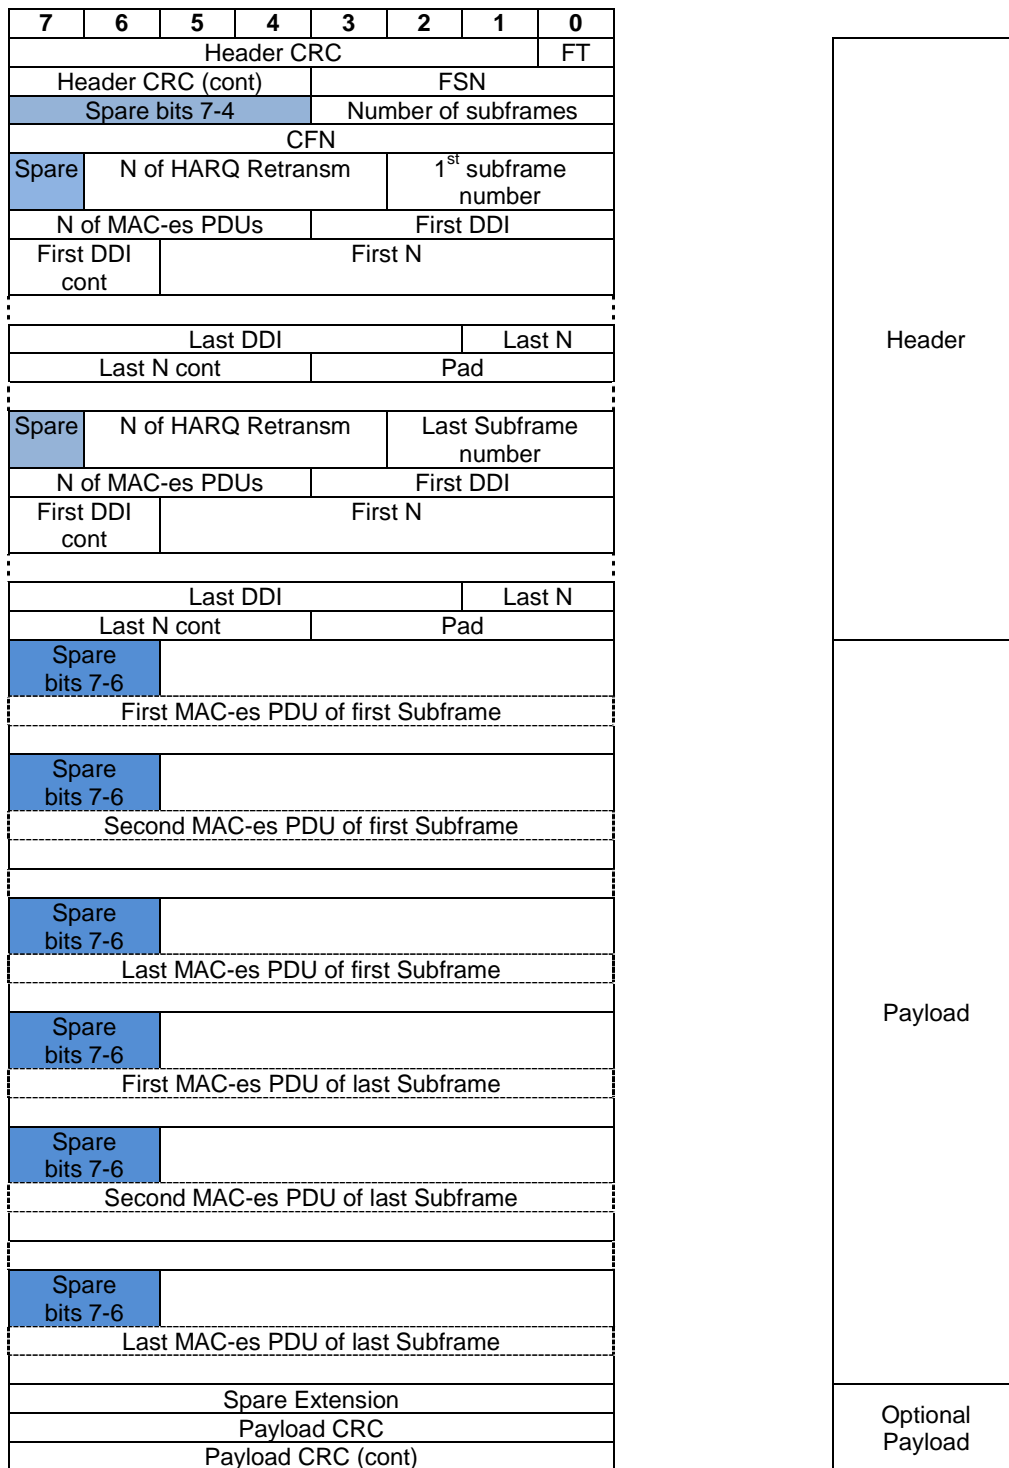 7 6 5 4 3 2 1 0
Header CRC FT
Header CRC (cont) FSN
Spare bits 7-4 Number of subframes
CFN
Spare N of HARQ Retransm 1st subframe
number
N of MAC-es PDUs First DDI
First DDI First N
cont
Last DDI Last N
Header
Last N cont Pad
Spare N of HARQ Retransm Last Subframe
number
N of MAC-es PDUs First DDI
First DDI First N
cont
Last DDI Last N
Last N cont Pad
Spare
bits 7-6
First MAC-es PDU of first Subframe
Spare
bits 7-6
Second MAC-es PDU of first Subframe
Spare
bits 7-6
Last MAC-es PDU of first Subframe
Payload
Spare
bits 7-6
First MAC-es PDU of last Subframe
Spare
bits 7-6
Second MAC-es PDU of last Subframe
Spare
bits 7-6
Last MAC-es PDU of last Subframe
Spare Extension
Payload CRC
Payload CRC (cont)
Optional
Payload